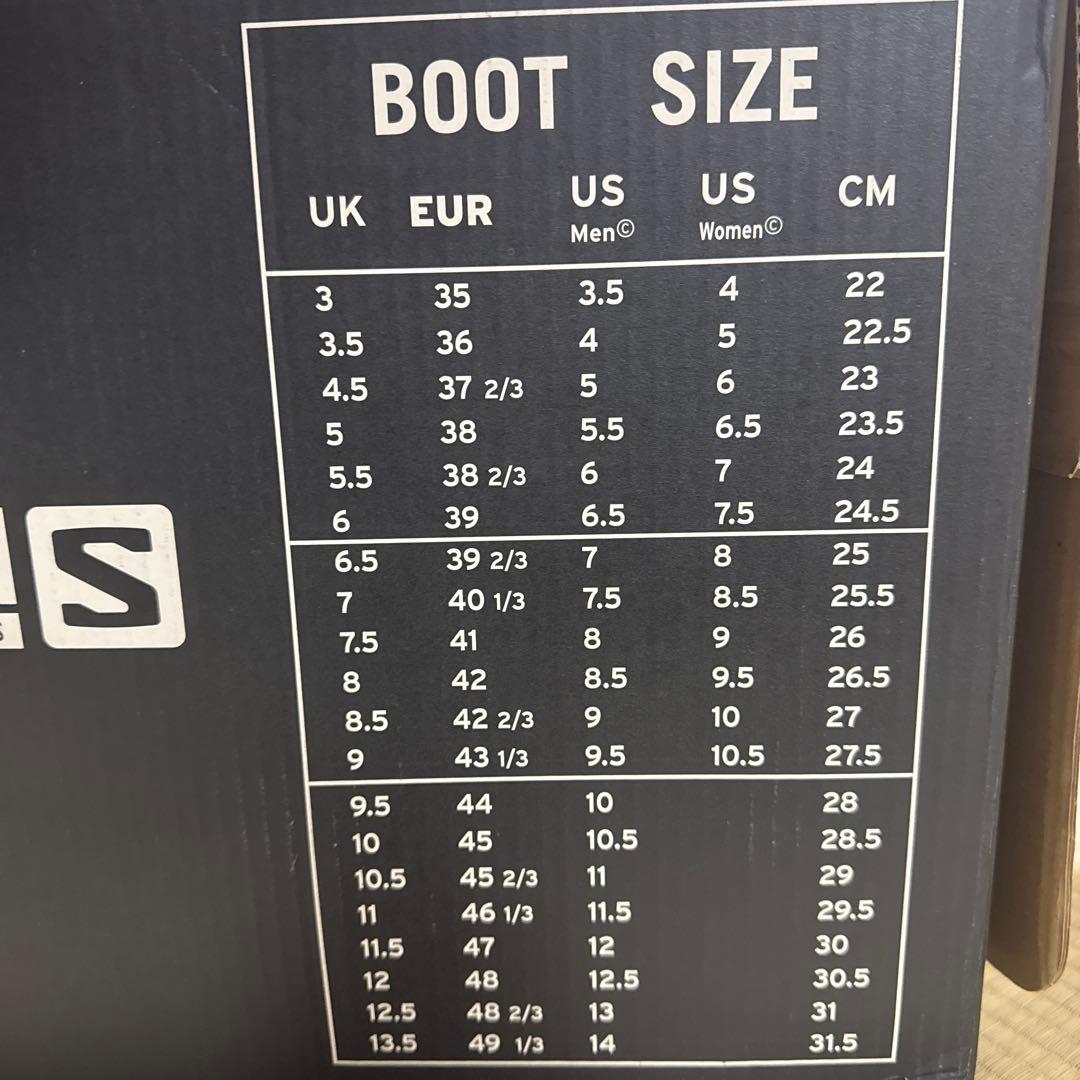 BOOT SIZE
UK EUR US Men© US Women© CM
3 35 3.5 4 22
3.5 36 4 5 22.5
4.5 37 2/3 5 6 23
5 38 5.5 6.5 23.5
5.5 38 2/3 6 7 24
6 39 6.5 7.5 24.5
6.5 39 2/3 7 8 25
7 40 1/3 7.5 8.5 25.5
7.5 41 8 9 26
8 42 8.5 9.5 26.5
8.5 42 2/3 9 10 27
9 43 1/3 9.5 10.5 27.5
9.5 44 10 28
10 45 10.5 28.5
10.5 45 2/3 11 29
11 46 1/3 11.5 29.5
11.5 47 12 30
12 48 12.5 30.5
12.5 48 2/3 13 31
13.5 49 1/3 14 31.5
S